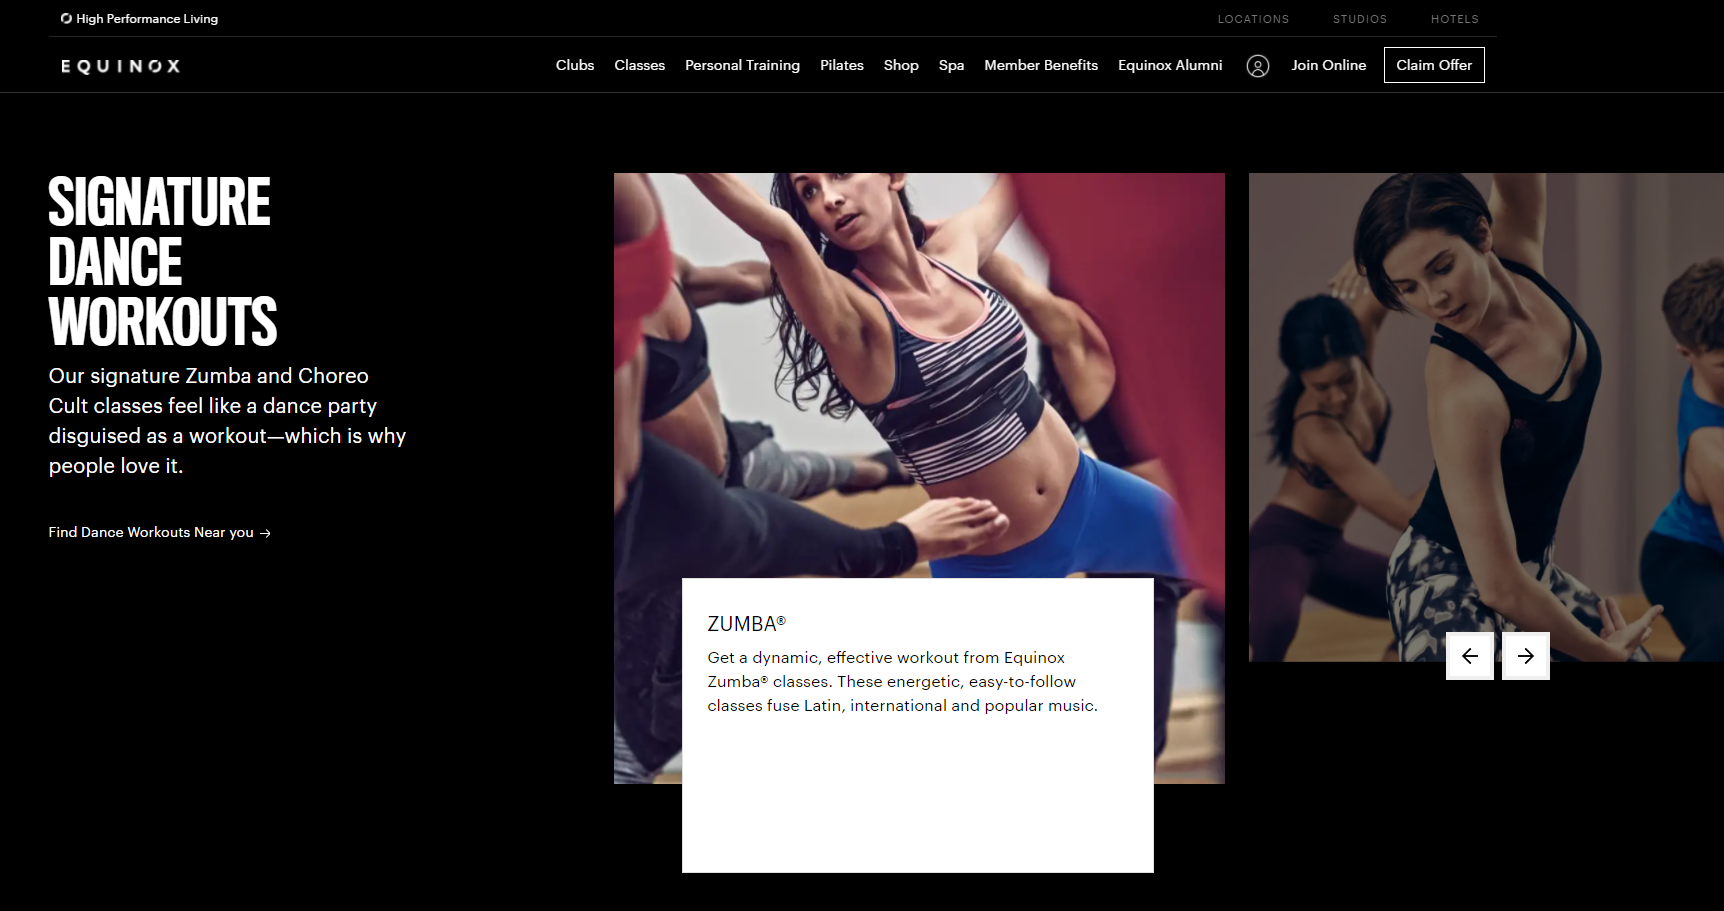 High Performance Living
LOCATIONS
STUDIOS
HOTELS
EQUINOX
Clubs
Classes
Personal Training
Pilates
Shop
Spa
Member Benefits
Equinox Alumni
Join Online
Claim Offer
SIGNATURE
DANCE
WORKOUTS
Our signature Zumba and Choreo
Cult classes feel like a dance party
disguised as a workout—which is why
people love it.
Find Dance Workouts Near you →
ZUMBA®
Get a dynamic, effective workout from Equinox
Zumba® classes. These energetic, easy-to-follow
classes fuse Latin, international and popular music.